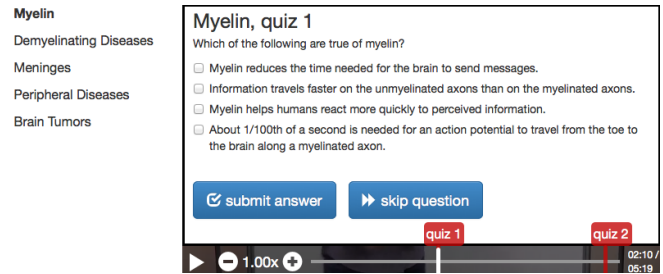 Myelin
Demyelinating Diseases
Meninges
Peripheral Diseases
Brain Tumors
Myelin, quiz 1
Which of the following are true of myelin?
Myelin reduces the time needed for the brain to send messages.
Information travels faster on the unmyelinated axons than on the myelinated axons.
Myelin helps humans react more quickly to perceived information.
About 1/100th of a second is needed for an action potential to travel from the toe to
the brain along a myelinated axon.
submit answer
skip question
quiz 1
quiz 2
1.00x
02:10 /
05:19